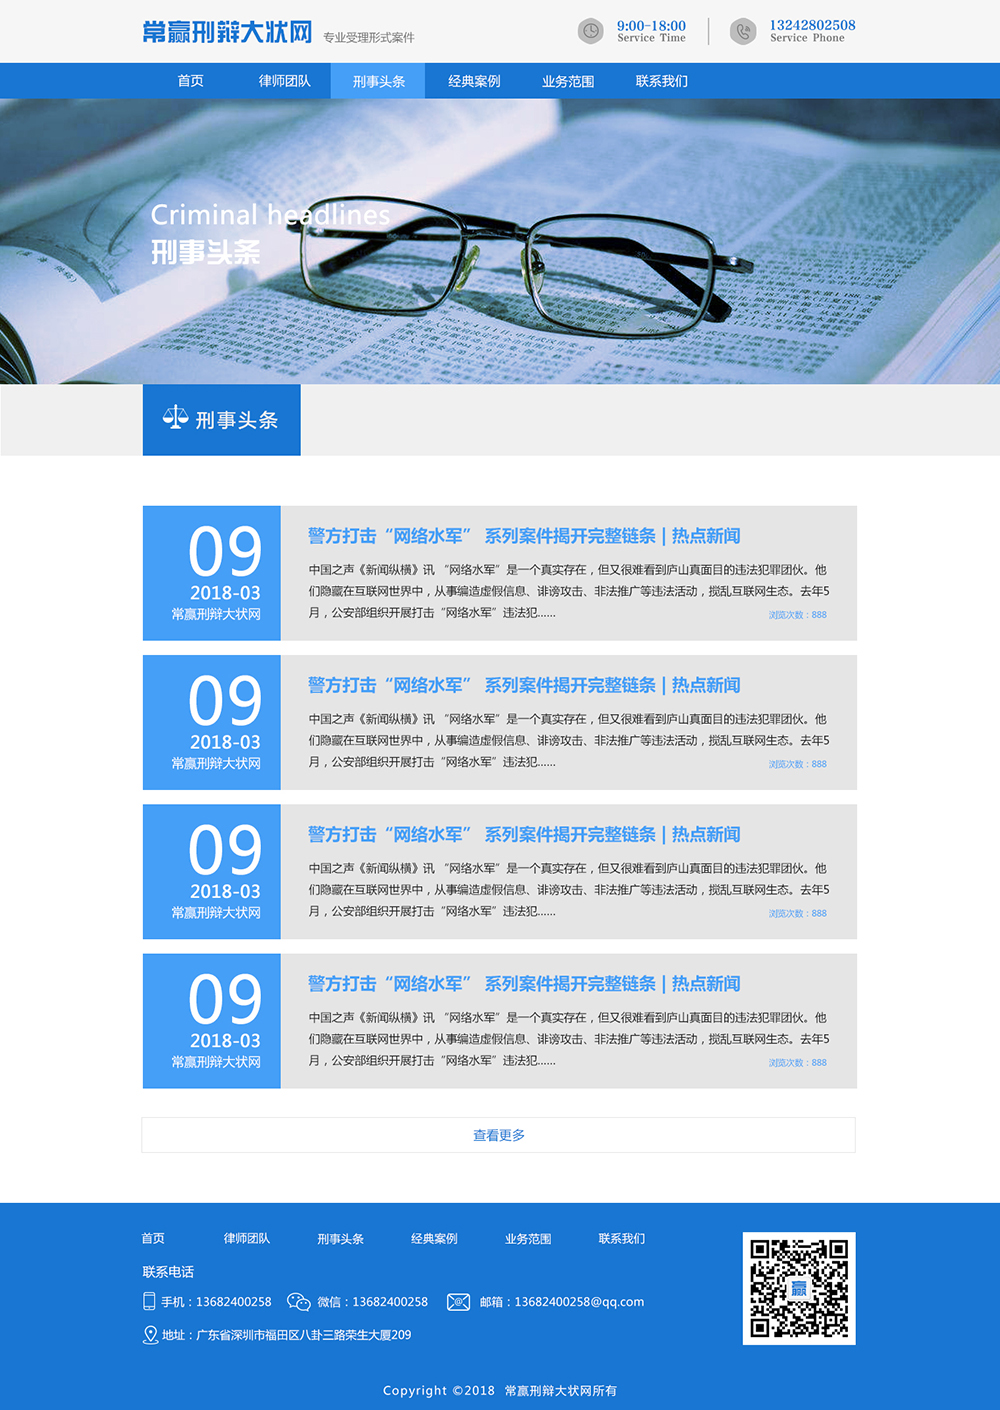 常赢刑辩大状网 专业受理形式案件
9:00-18:00
Service Time
13242802508
Service Phone
首页 律师团队 刑事头条 经典案例 业务范围 联系我们
Criminal headlines
刑事头条
刑事头条
09
2018-03
常赢刑辩大状网
警方打击“网络水军” 系列案件揭开完整链条 | 热点新闻
中国之声《新闻纵横》讯 “网络水军”是一个真实存在，但又很难看到庐山真面目的违法犯罪团伙。他
们隐藏在互联网世界中，从事编造虚假信息、诽谤攻击、非法推广等违法活动，搅乱互联网生态。去年5
月，公安部组织开展打击“网络水军”违法犯......
浏览次数：888
09
2018-03
常赢刑辩大状网
警方打击“网络水军” 系列案件揭开完整链条 | 热点新闻
中国之声《新闻纵横》讯 “网络水军”是一个真实存在，但又很难看到庐山真面目的违法犯罪团伙。他
们隐藏在互联网世界中，从事编造虚假信息、诽谤攻击、非法推广等违法活动，搅乱互联网生态。去年5
月，公安部组织开展打击“网络水军”违法犯......
浏览次数：888
09
2018-03
常赢刑辩大状网
警方打击“网络水军” 系列案件揭开完整链条 | 热点新闻
中国之声《新闻纵横》讯 “网络水军”是一个真实存在，但又很难看到庐山真面目的违法犯罪团伙。他
们隐藏在互联网世界中，从事编造虚假信息、诽谤攻击、非法推广等违法活动，搅乱互联网生态。去年5
月，公安部组织开展打击“网络水军”违法犯......
浏览次数：888
09
2018-03
常赢刑辩大状网
警方打击“网络水军” 系列案件揭开完整链条 | 热点新闻
中国之声《新闻纵横》讯 “网络水军”是一个真实存在，但又很难看到庐山真面目的违法犯罪团伙。他
们隐藏在互联网世界中，从事编造虚假信息、诽谤攻击、非法推广等违法活动，搅乱互联网生态。去年5
月，公安部组织开展打击“网络水军”违法犯......
浏览次数：888
查看更多
首页 律师团队 刑事头条 经典案例 业务范围 联系我们
联系电话
手机：13682400258 微信：13682400258 邮箱：13682400258@qq.com
地址：广东省深圳市福田区八卦三路荣生大厦209
赢
Copyright ©2018 常赢刑辩大状网所有